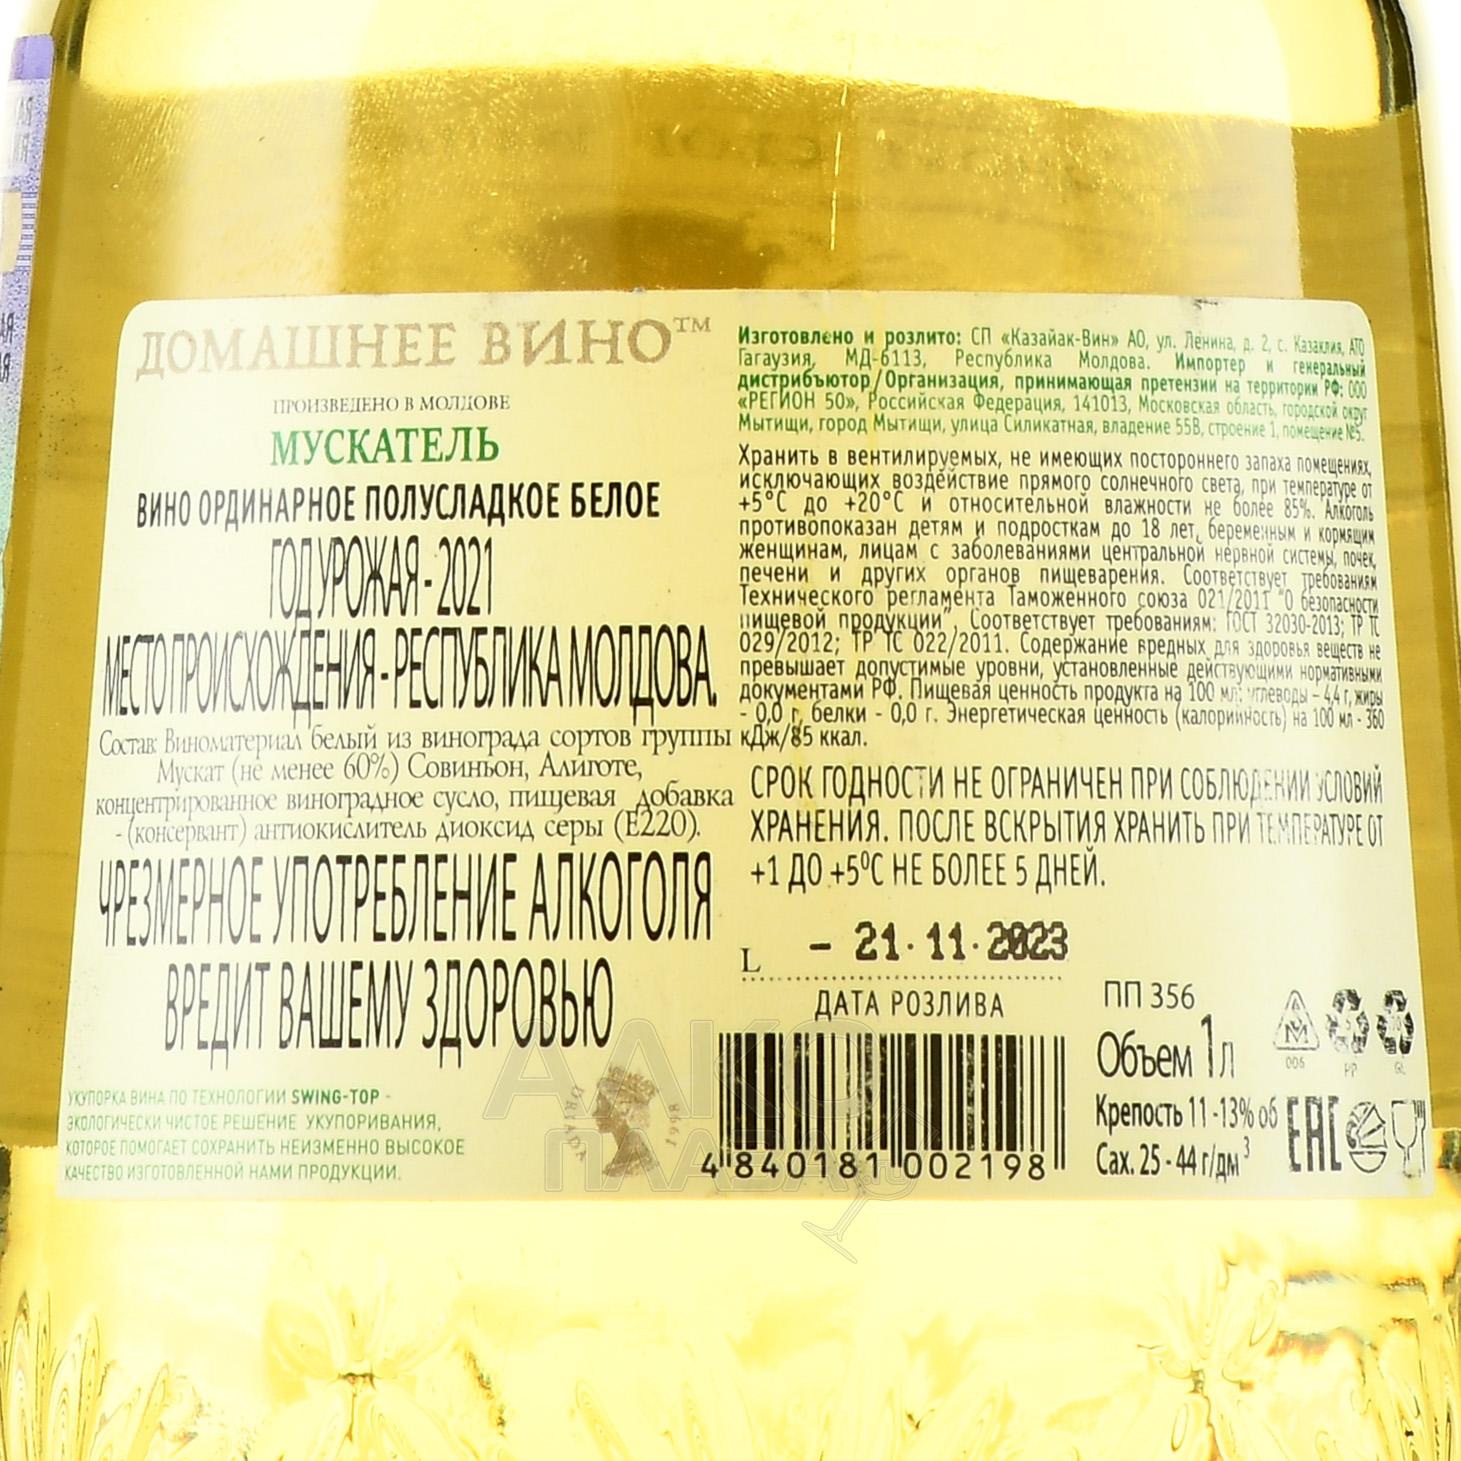 ДОМАШНЕЕ ВИНО™
ПРОИЗВЕДЕНО В МОЛДОВЕ
МУСКАТЕЛЬ
ВИНО ОРДИНАРНОЕ ПОЛУСЛАДКОЕ БЕЛОЕ
ГОД УРОЖАЯ - 2021
МЕСТО ПРОИСХОЖДЕНИЯ - РЕСПУБЛИКА МОЛДОВА.
Состав: Виноматериал белый из винограда сортов группы
Мускат (не менее 60%) Совиньон, Алиготе,
концентрированное виноградное сусло, пищевая добавка
- (консервант) антиокислитель диоксид серы (E220).
ЧРЕЗМЕРНОЕ УПОТРЕБЛЕНИЕ АЛКОГОЛЯ
ВРЕДИТ ВАШЕМУ ЗДОРОВЬЮ
УКУПОРКА ВИНА ПО ТЕХНОЛОГИИ SWING-TOP -
ЭКОЛОГИЧЕСКИ ЧИСТОЕ РЕШЕНИЕ УКУПОРИВАНИЯ,
КОТОРОЕ ПОМОГАЕТ СОХРАНИТЬ НЕИЗМЕННО ВЫСОКОЕ
КАЧЕСТВО ИЗГОТОВЛЕННОЙ НАМИ ПРОДУКЦИИ.
DRIADA 1998
Изготовлено и розлито: СП «Казайак-Вин» АО, ул. Ленина, д. 2, с. Казаклия, АТО
Гагаузия, МД-6113, Республика Молдова. Импортер и генеральный
дистрибъютор/Организация, принимающая претензии на территории РФ: ООО
«РЕГИОН 50», Российская Федерация, 141013, Московская область, городской округ
Мытищи, город Мытищи, улица Силикатная, владение 55В, строение 1, помещение №5.
Хранить в вентилируемых, не имеющих постороннего запаха помещениях,
исключающих воздействие прямого солнечного света, при температуре от
+5°С до +20°С и относительной влажности не более 85%. Алкоголь
противопоказан детям и подросткам до 18 лет, беременным и кормящим
женщинам, лицам с заболеваниями центральной нервной системы, почек,
печени и других органов пищеварения. Соответствует требованиям
Технического регламента Таможенного союза 021/2011 "О безопасности
пищевой продукции". Соответствует требованиям: ГОСТ 32030-2013; ТР ТС
029/2012; ТР ТС 022/2011. Содержание вредных для здоровья веществ не
превышает допустимые уровни, установленные действующими нормативными
документами РФ. Пищевая ценность продукта на 100 мл: углеводы - 4,4 г, жиры
- 0,0 г, белки - 0,0 г. Энергетическая ценность (калорийность) на 100 мл - 360
кДж/85 ккал.
СРОК ГОДНОСТИ НЕ ОГРАНИЧЕН ПРИ СОБЛЮДЕНИИ УСЛОВИЙ
ХРАНЕНИЯ. ПОСЛЕ ВСКРЫТИЯ ХРАНИТЬ ПРИ ТЕМПЕРАТУРЕ ОТ
+1 ДО +5⁰С НЕ БОЛЕЕ 5 ДНЕЙ.
L - 21.11.2023
ДАТА РОЗЛИВА
4 840181 002198
ПП 356
Объем 1л
Крепость 11 -13% об
Сах. 25 - 44 г/дм³
006
PP
GL
EAC
АЛКО
ПЛАЗА